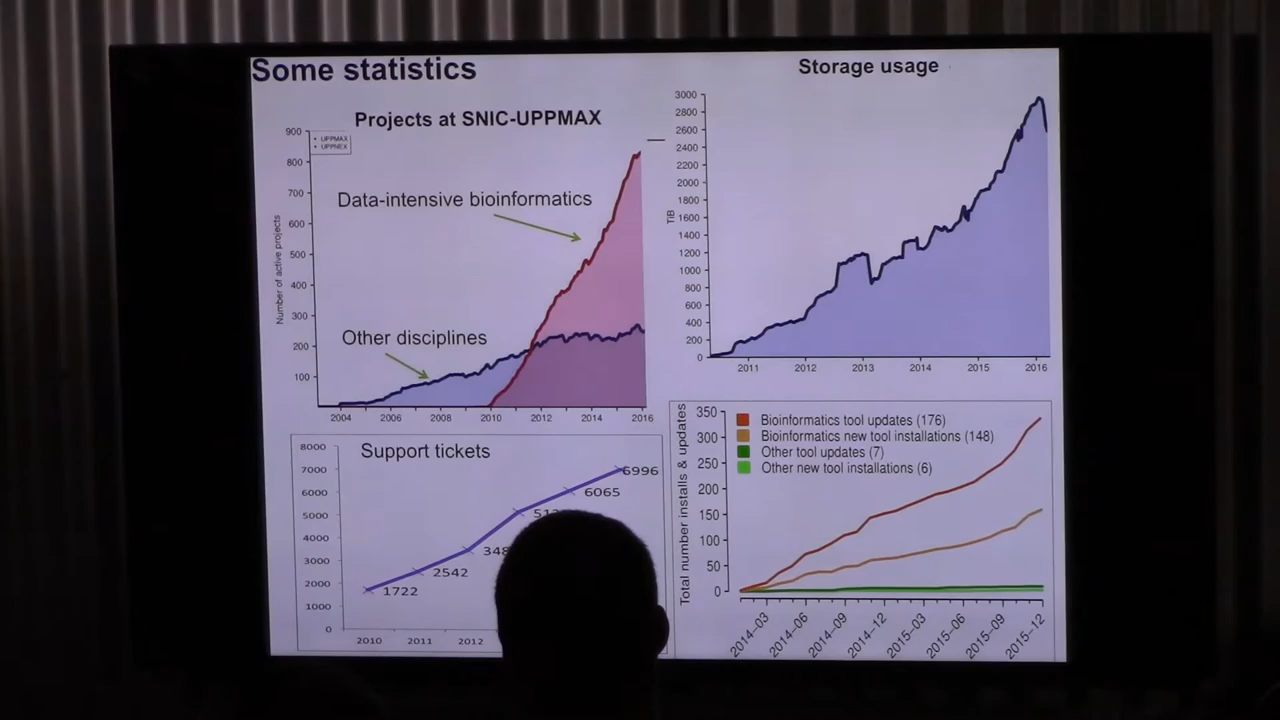 Some statistics
Projects at SNIC-UPPMAX
900
800
700
600
500
400
300
200
100
Number of active projects
UPPMAX
UPPNEX
Data-intensive bioinformatics
Other disciplines
2004 2006 2008 2010 2012 2014 2016
Storage usage
3000
2800
2600
2400
2200
2000
1800
1600
1400
1200
1000
800
600
400
200
0
TiB
2011 2012 2013 2014 2015 2016
Support tickets
8000
7000
6000
5000
4000
3000
2000
1000
0
1722
2542
6065
6996
2010 2011 2012
Total number installs & updates
350
300
250
200
150
100
50
0
Bioinformatics tool updates (176)
Bioinformatics new tool installations (148)
Other tool updates (7)
Other new tool installations (6)
2014-03 2014-06 2014-09 2014-12 2015-03 2015-06 2015-09 2015-12